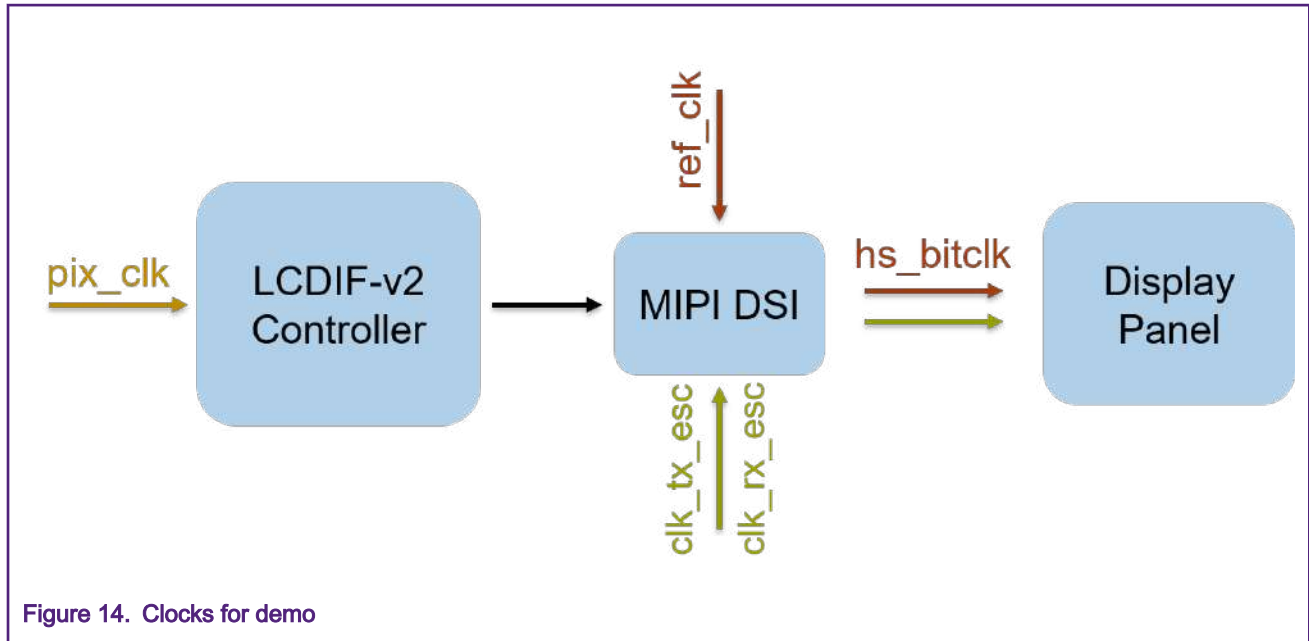 ref_clk
pix_clk
LCDIF-v2
Controller
MIPI DSI
hs_bitclk
Display
Panel
clk_tx_esc
clk_rx_esc
Figure 14. Clocks for demo